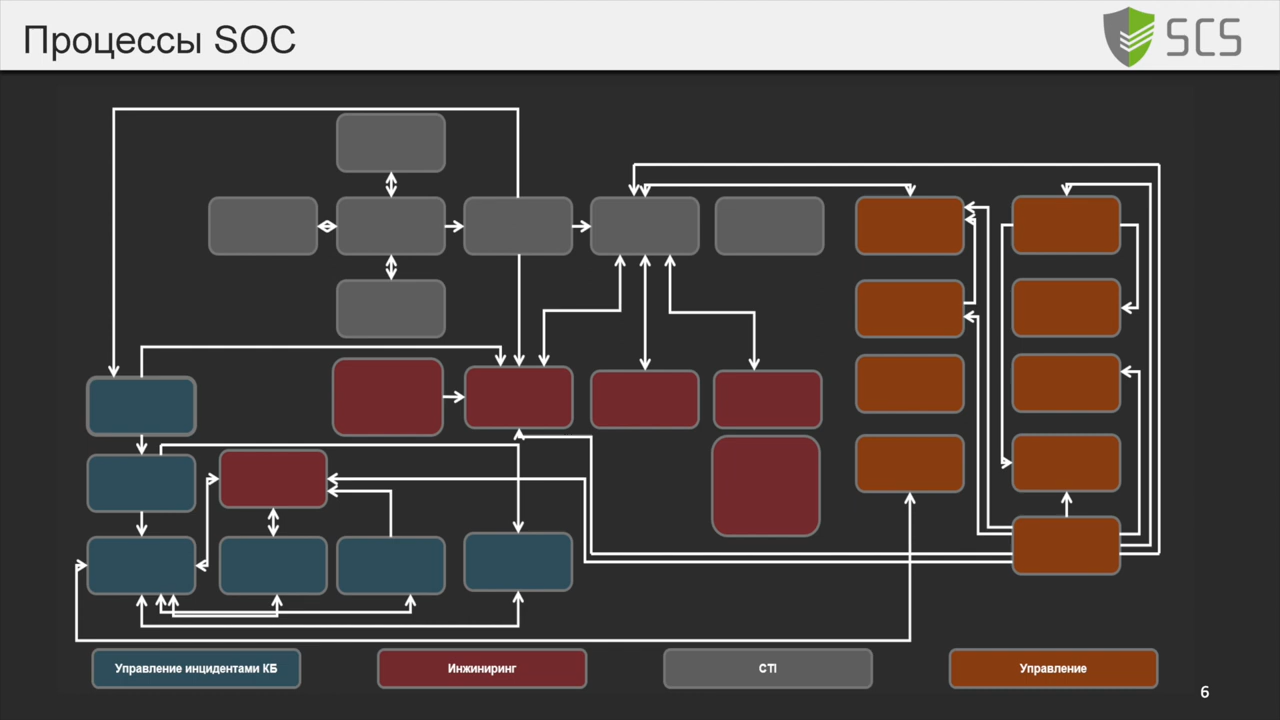 Процессы SOC
SCS
Управление инцидентами КБ
Инжиниринг
CTI
Управление
6